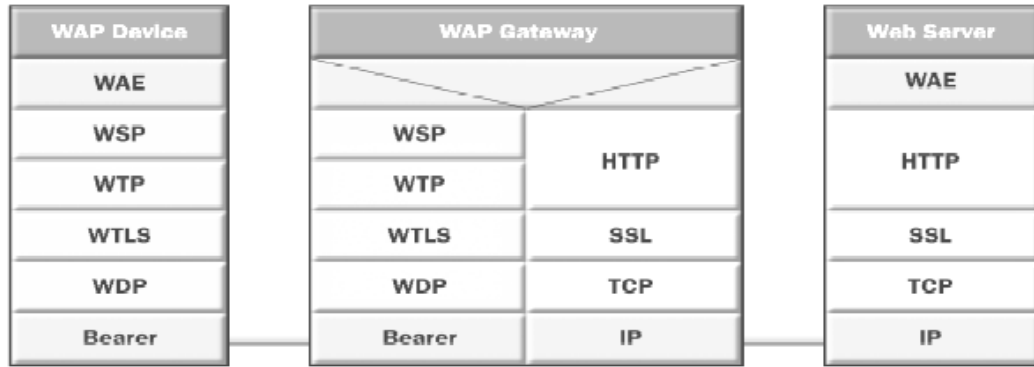 WAP Device
WAE
WSP
WTP
WTLS
WDP
Bearer
WAP Gateway
WSP
WTP
WTLS
WDP
Bearer
HTTP
SSL
TCP
IP
Web Server
WAE
HTTP
SSL
TCP
IP